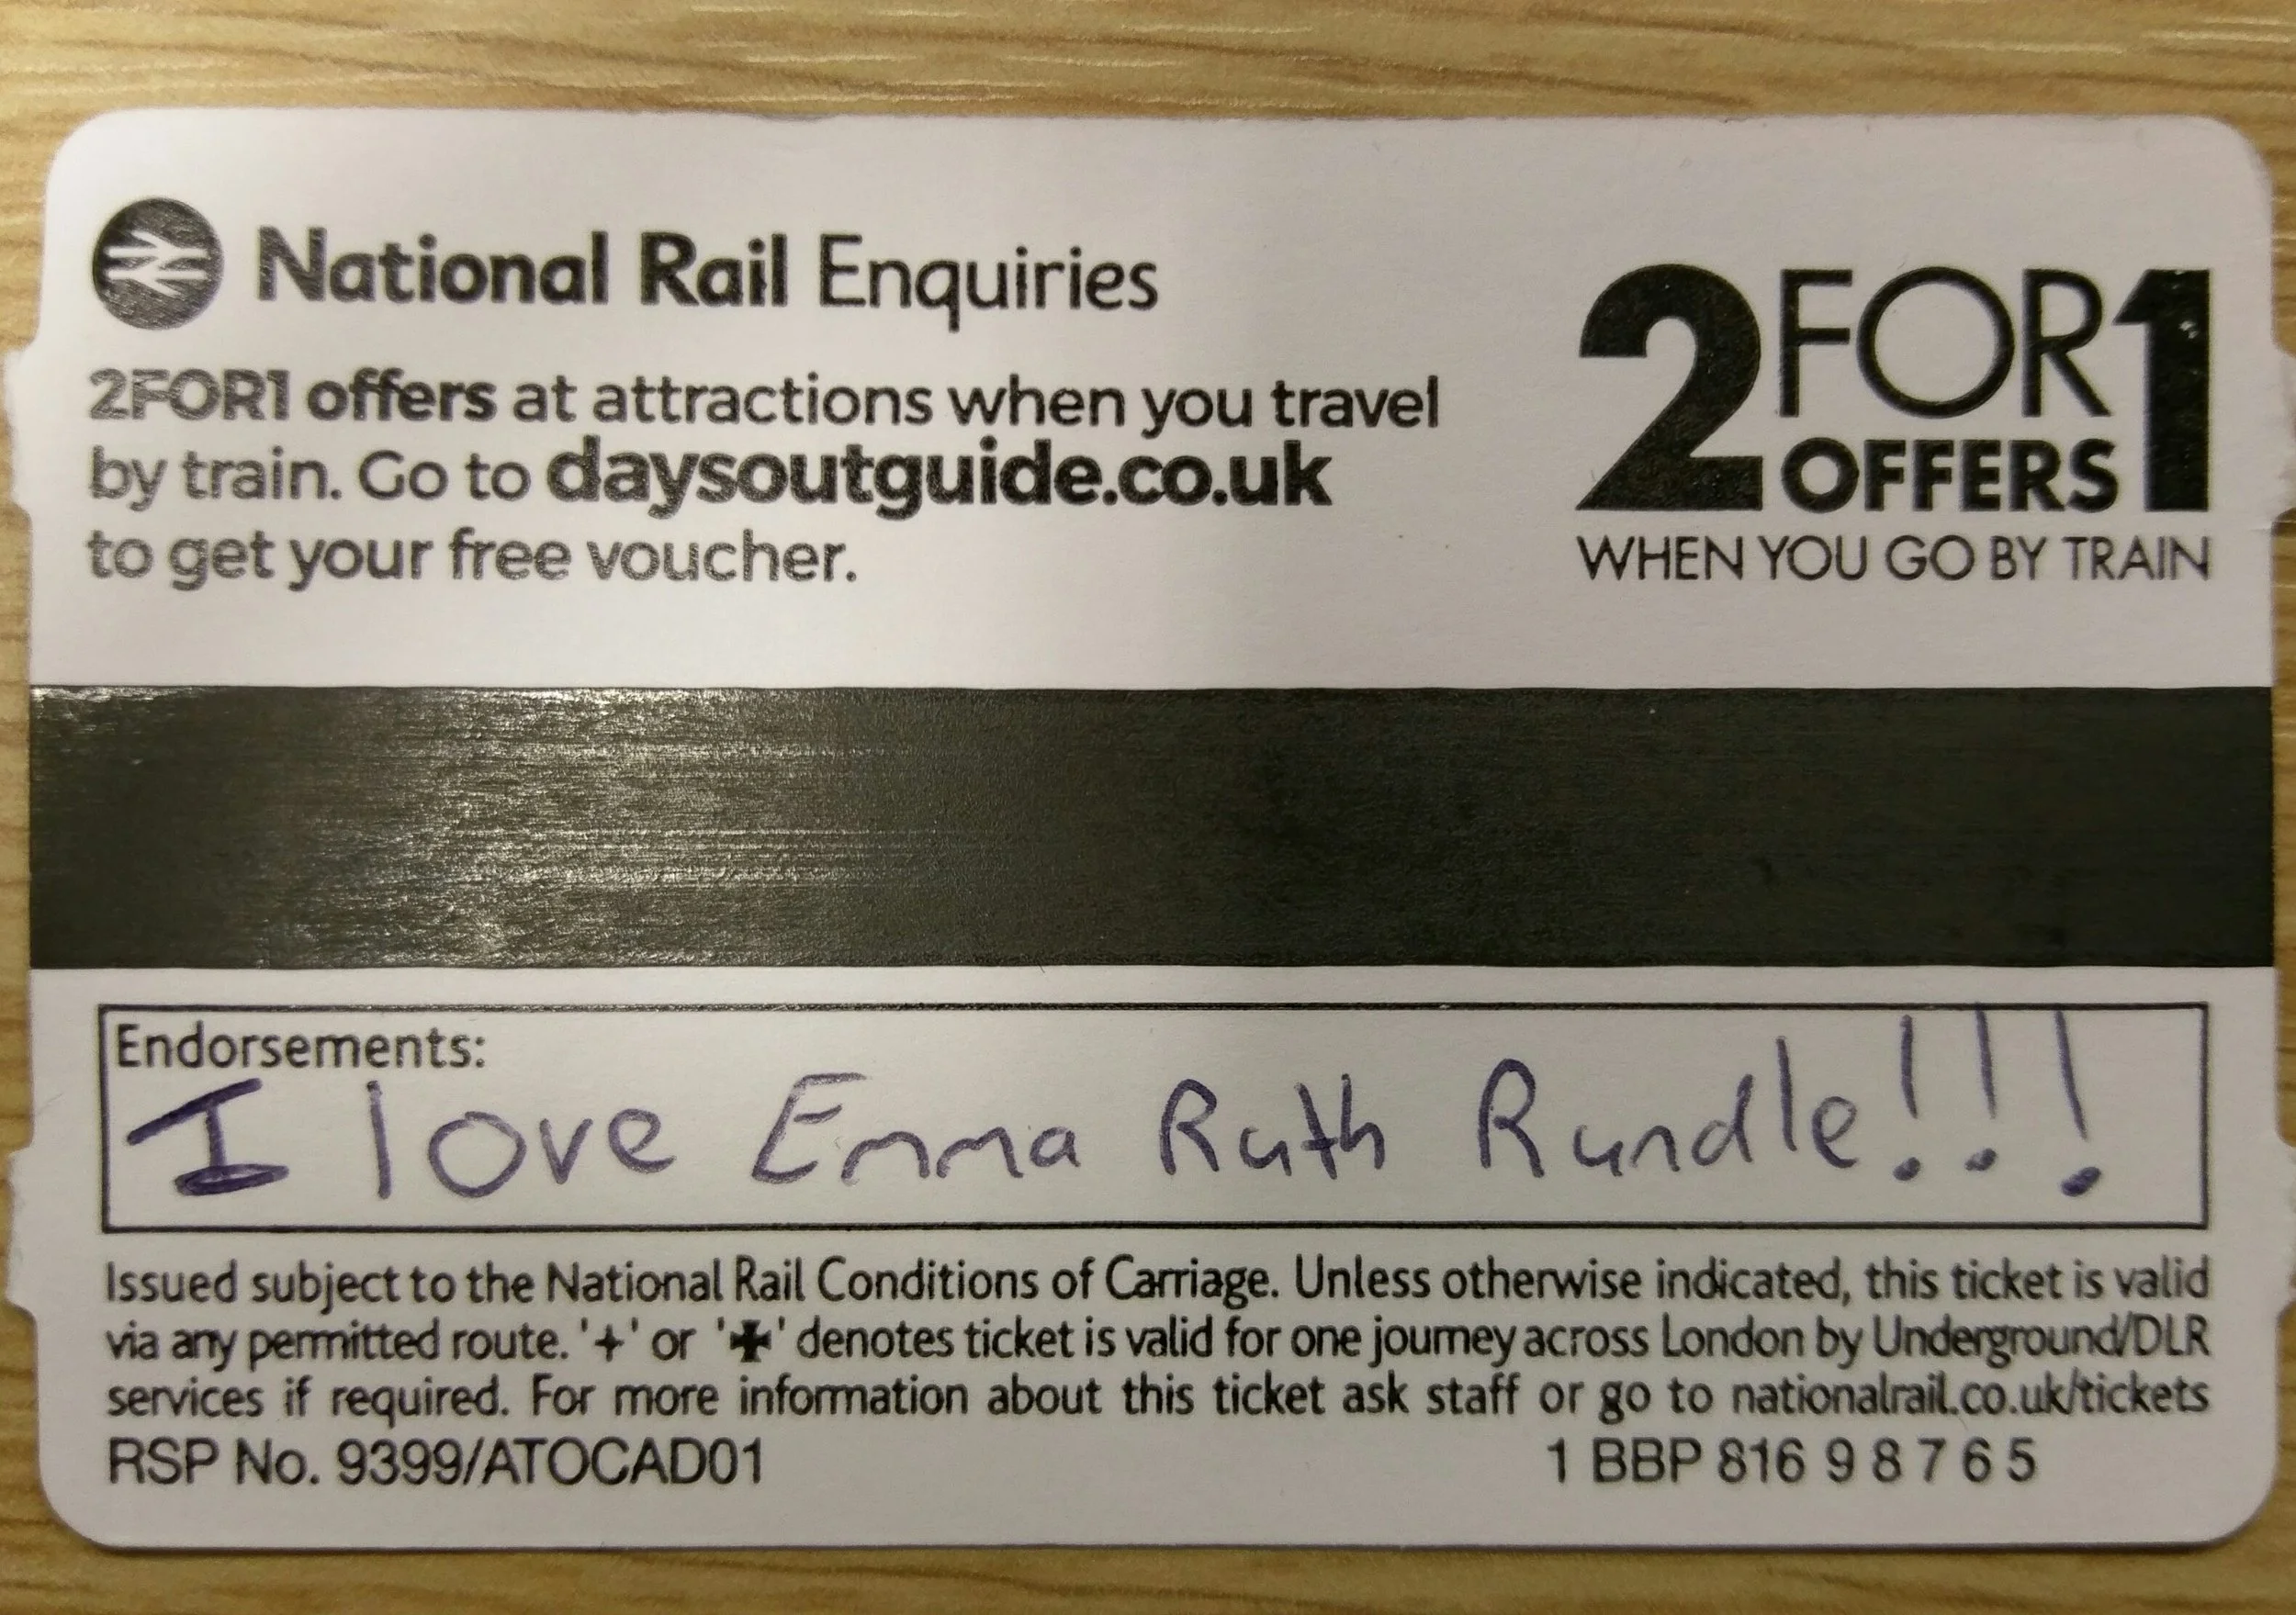 National Rail Enquiries
2FOR1 offers at attractions when you travel
by train. Go to daysoutguide.co.uk
to get your free voucher.
2FOR1
OFFERS
WHEN YOU GO BY TRAIN
Endorsements:
I love Emma Ruth Rundle!!!
Issued subject to the National Rail Conditions of Carriage. Unless otherwise indicated, this ticket is valid
via any permitted route. '+' or '✠' denotes ticket is valid for one journey across London by Underground/DLR
services if required. For more information about this ticket ask staff or go to nationalrail.co.uk/tickets
RSP No. 9399/ATOCAD01
1 BBP 816 9 8 7 6 5